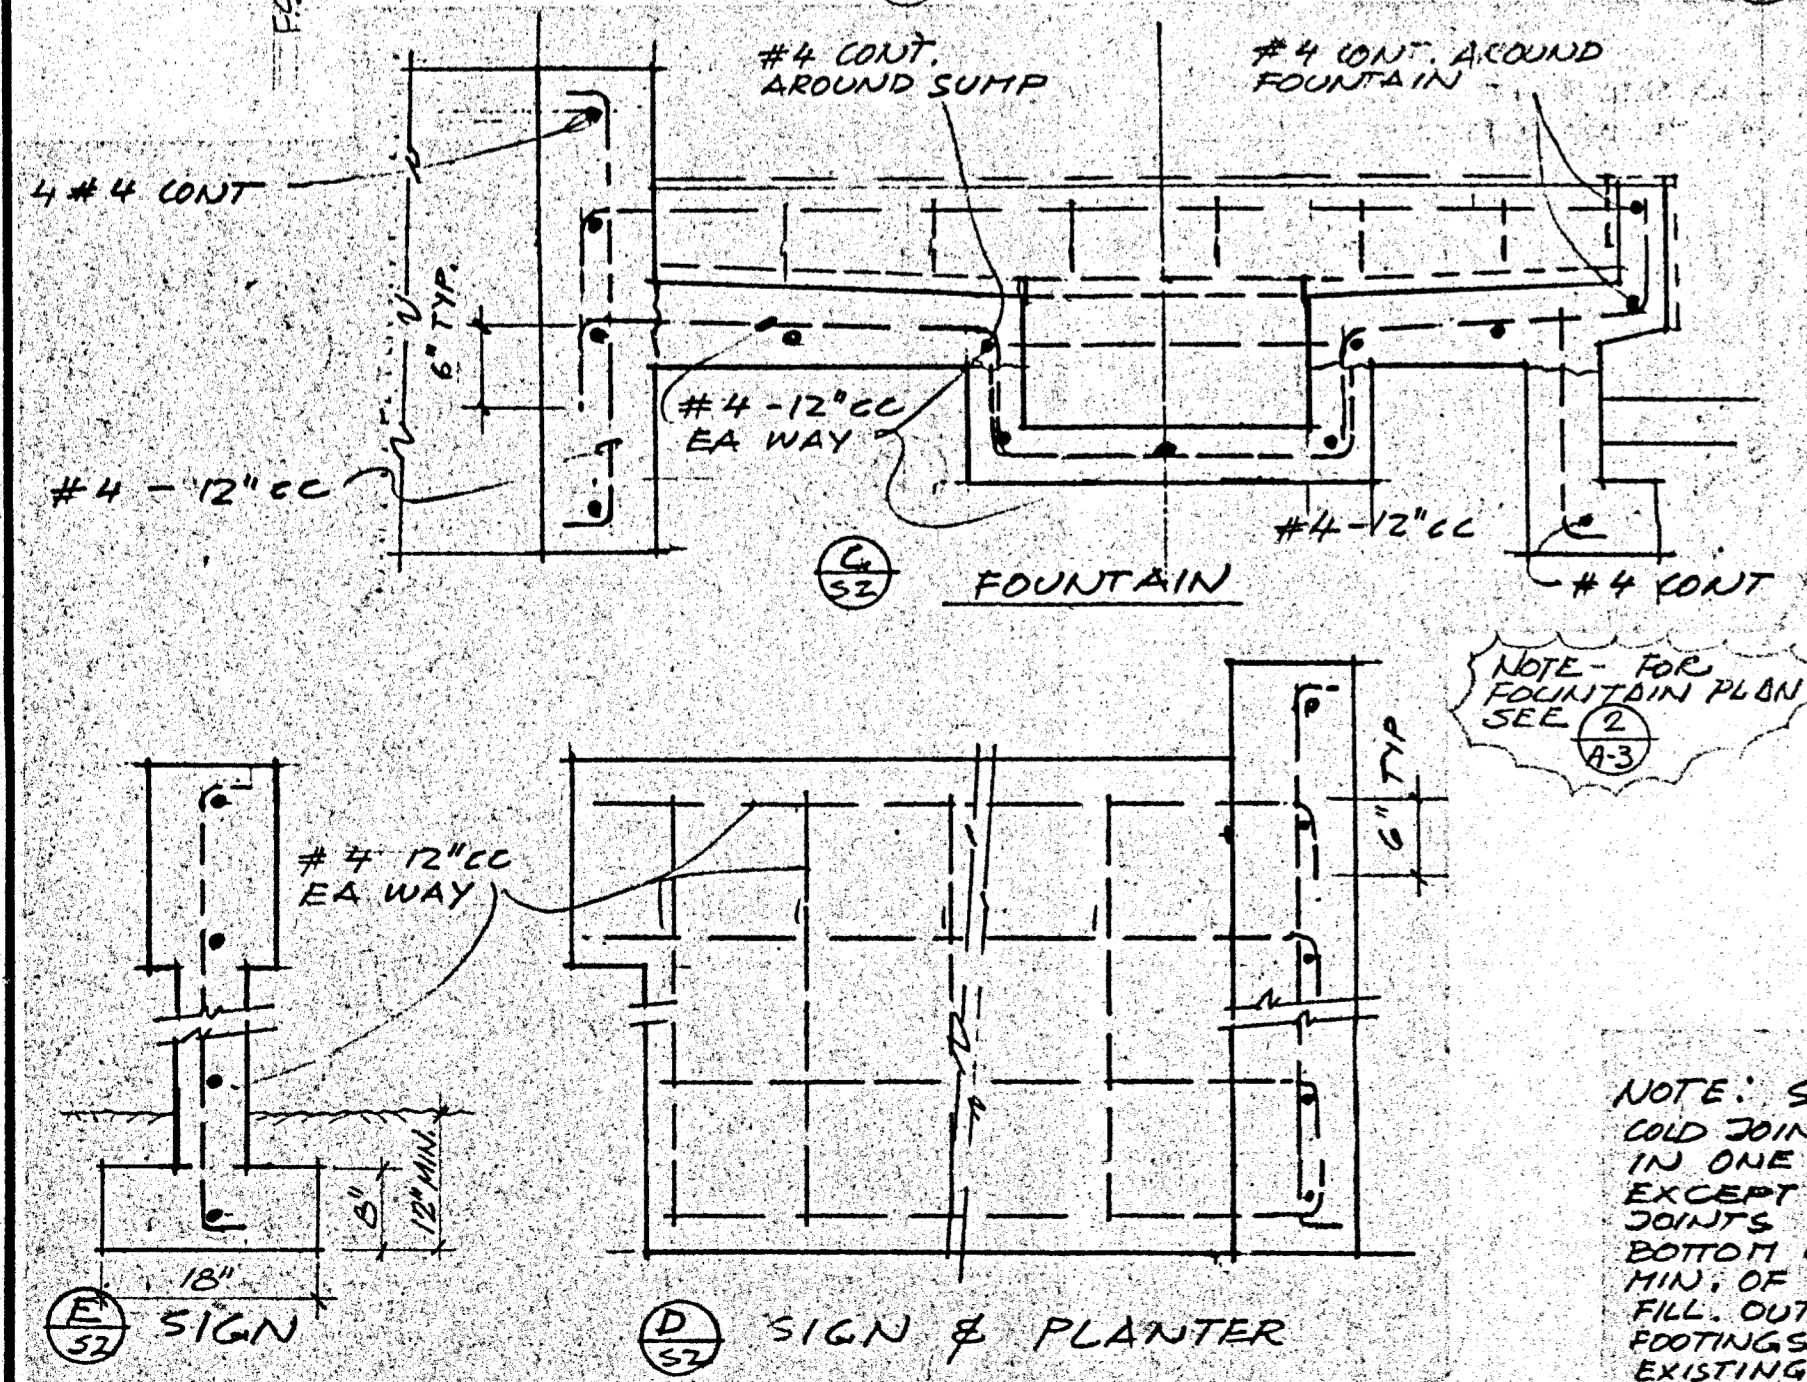 #4 CONT.
AROUND SUMP
#4 CONT. AROUND
FOUNTAIN
4 #4 CONT
6" TYP.
#4 -12"cc
EA WAY
#4 - 12"cc
#4-12"cc
C
S2
FOUNTAIN
#4 CONT
NOTE - FOR
FOUNTAIN PLAN
SEE 2
A-3
6" TYP
#4 12"cc
EA WAY
8"
12" MIN.
18"
E
S2
SIGN
D
S2
SIGN & PLANTER
NOTE: S
COLD JOIN
IN ONE
EXCEPT
JOINTS
BOTTOM
MIN. OF
FILL. OUT
FOOTINGS
EXISTING